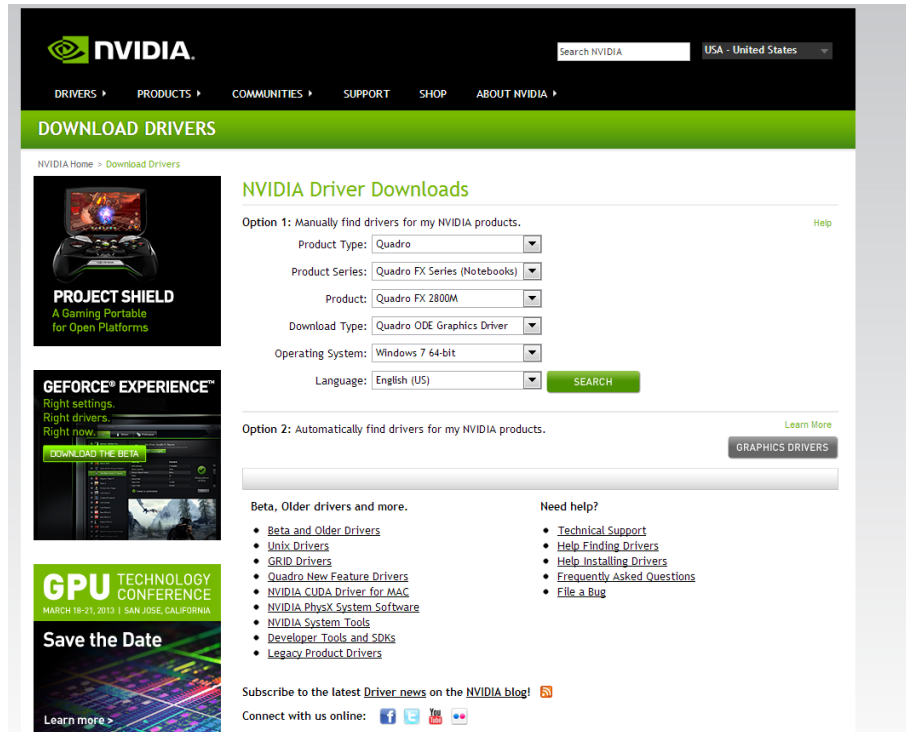 NVIDIA.
Search NVIDIA
USA - United States
DRIVERS
PRODUCTS
COMMUNITIES
SUPPORT
SHOP
ABOUT NVIDIA
DOWNLOAD DRIVERS
NVIDIA Home > Download Drivers
PROJECT SHIELD
A Gaming Portable
for Open Platforms
GEFORCE® EXPERIENCE™
Right settings.
Right drivers.
Right now.
DOWNLOAD THE BETA
GPU TECHNOLOGY
CONFERENCE
MARCH 18-21, 2013 | SAN JOSE, CALIFORNIA
Save the Date
Learn more >
NVIDIA Driver Downloads
Option 1: Manually find drivers for my NVIDIA products.
Help
Product Type: Quadro
Product Series: Quadro FX Series (Notebooks)
Product: Quadro FX 2800M
Download Type: Quadro ODE Graphics Driver
Operating System: Windows 7 64-bit
Language: English (US)
SEARCH
Option 2: Automatically find drivers for my NVIDIA products.
Learn More
GRAPHICS DRIVERS
Beta, Older drivers and more.
Beta and Older Drivers
Unix Drivers
GRID Drivers
Quadro New Feature Drivers
NVIDIA CUDA Driver for MAC
NVIDIA PhysX System Software
NVIDIA System Tools
Developer Tools and SDKs
Legacy Product Drivers
Need help?
Technical Support
Help Finding Drivers
Help Installing Drivers
Frequently Asked Questions
File a Bug
Subscribe to the latest Driver news on the NVIDIA blog!
Connect with us online:
You